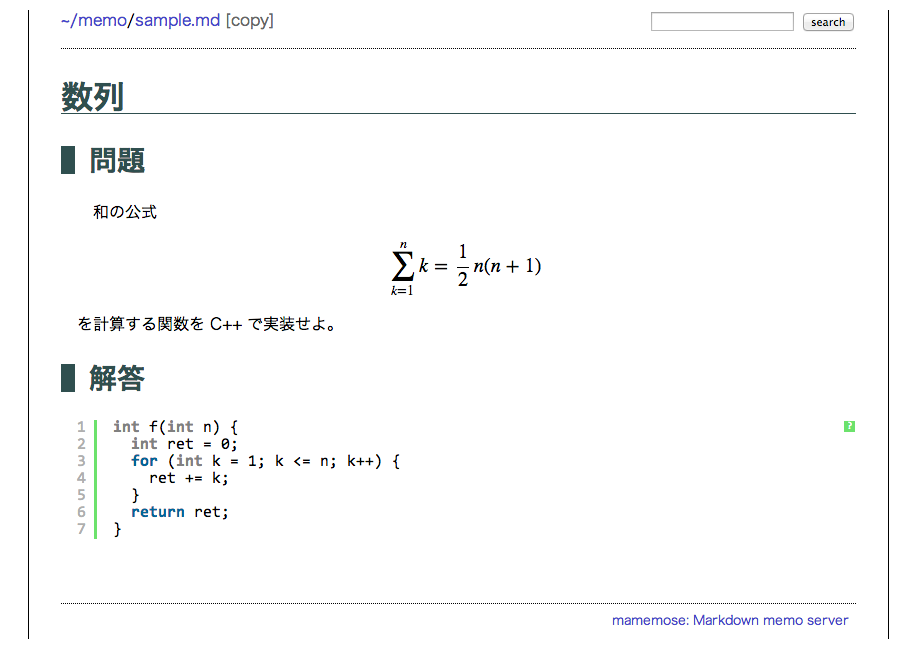 ~/memo/sample.md [copy] search
数列
問題
和の公式
n
∑ k = 1/2 n(n + 1)
k=1
を計算する関数を C++ で実装せよ。
解答
1 int f(int n) { ?
2   int ret = 0;
3   for (int k = 1; k <= n; k++) {
4     ret += k;
5   }
6   return ret;
7 }
mamemose: Markdown memo server